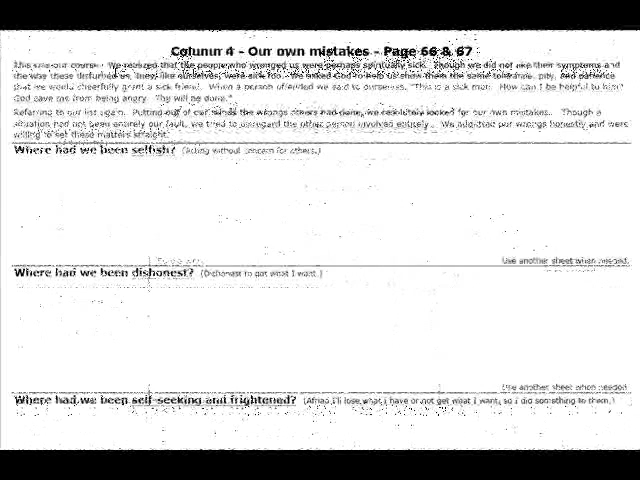 Column 4 - Our own mistakes - Page 66 & 67
This was our course. We realized that the people who wronged us were perhaps spiritually sick. Though we did not like their symptoms and
the way these disturbed us, they, like ourselves, were sick too. We asked God to help us show them the same tolerance, pity, and patience
that we would cheerfully grant a sick friend. When a person offended we said to ourselves, "This is a sick man. How can I be helpful to him?
God save me from being angry. Thy will be done."
Referring to our list again. Putting out of our minds the wrongs others had done, we resolutely looked for our own mistakes. Though a
situation had not been entirely our fault, we tried to disregard the other person involved entirely. We admitted our wrongs honestly and were
willing to set these matters straight.
Where had we been selfish? (Acting without concern for others.)
Use another sheet when needed.
Where had we been dishonest? (Dishonest to get what I want.)
Use another sheet when needed.
Where had we been self-seeking and frightened? (Afraid I'll lose what I have or not get what I want, so I did something to them.)